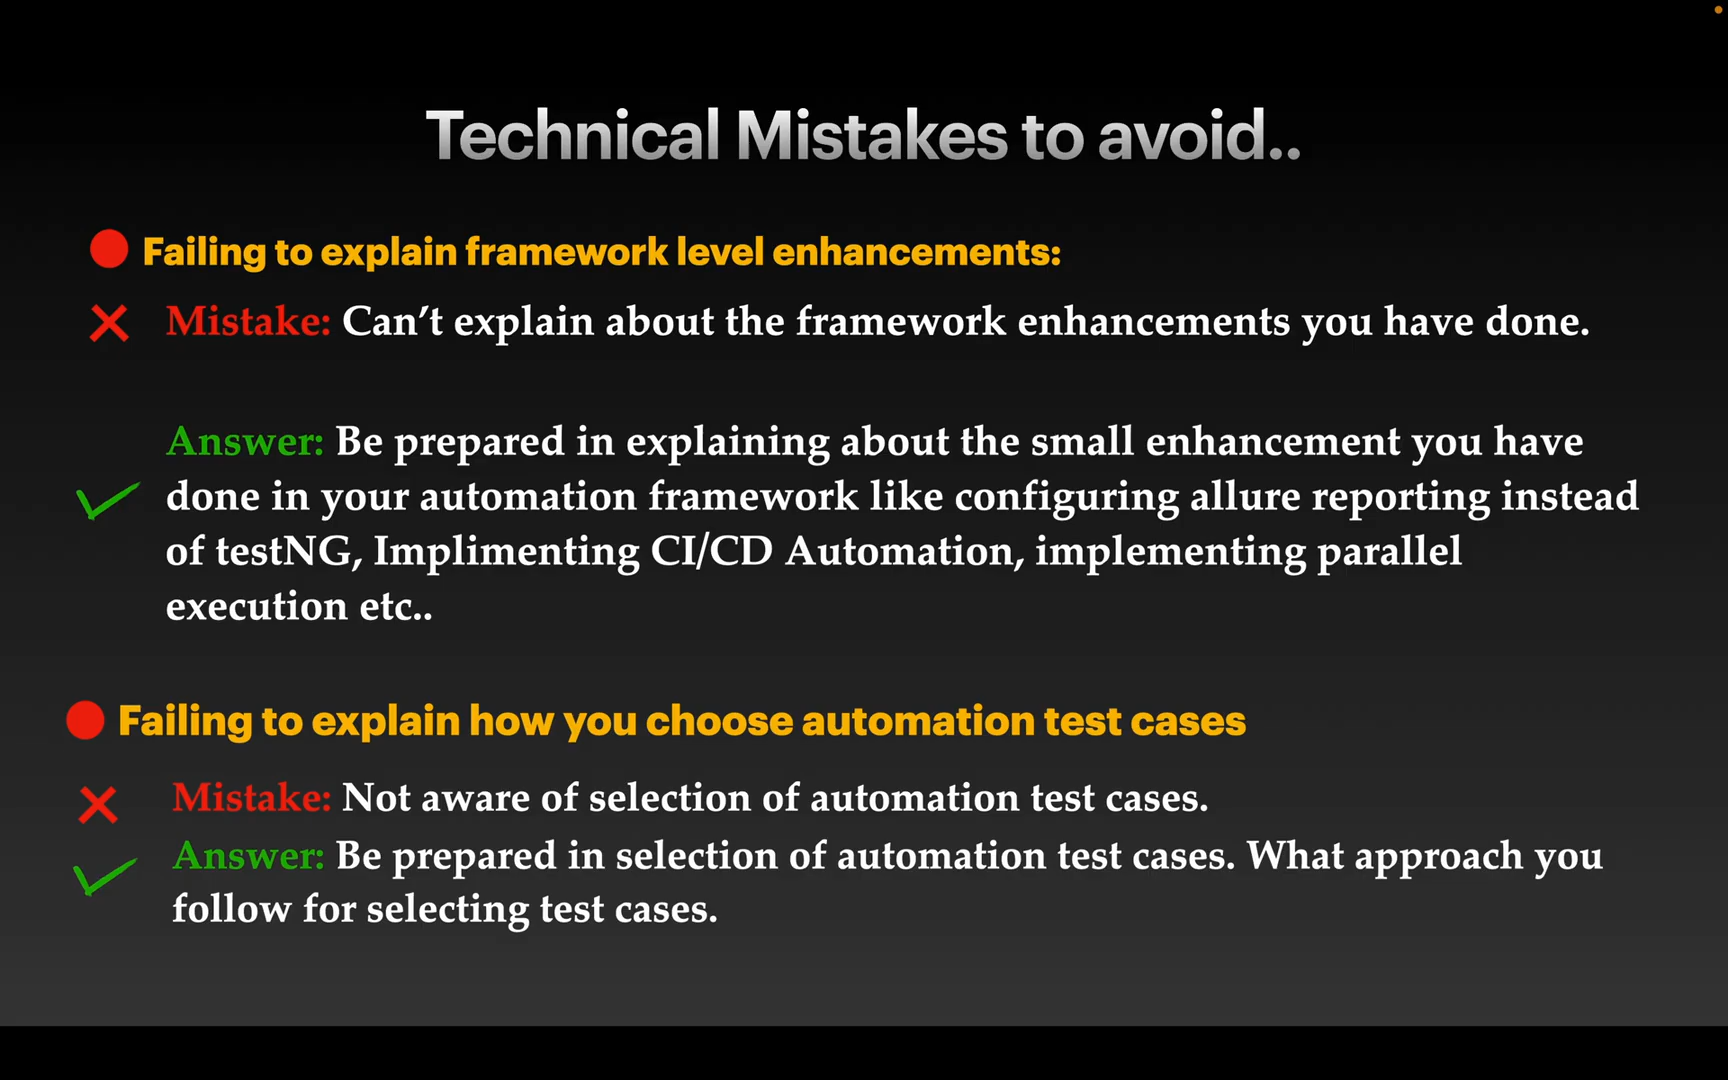 Technical Mistakes to avoid..
Failing to explain framework level enhancements:
Mistake: Can’t explain about the framework enhancements you have done.
Answer: Be prepared in explaining about the small enhancement you have
done in your automation framework like configuring allure reporting instead
of testNG, Implimenting CI/CD Automation, implementing parallel
execution etc..
Failing to explain how you choose automation test cases
Mistake: Not aware of selection of automation test cases.
Answer: Be prepared in selection of automation test cases. What approach you
follow for selecting test cases.